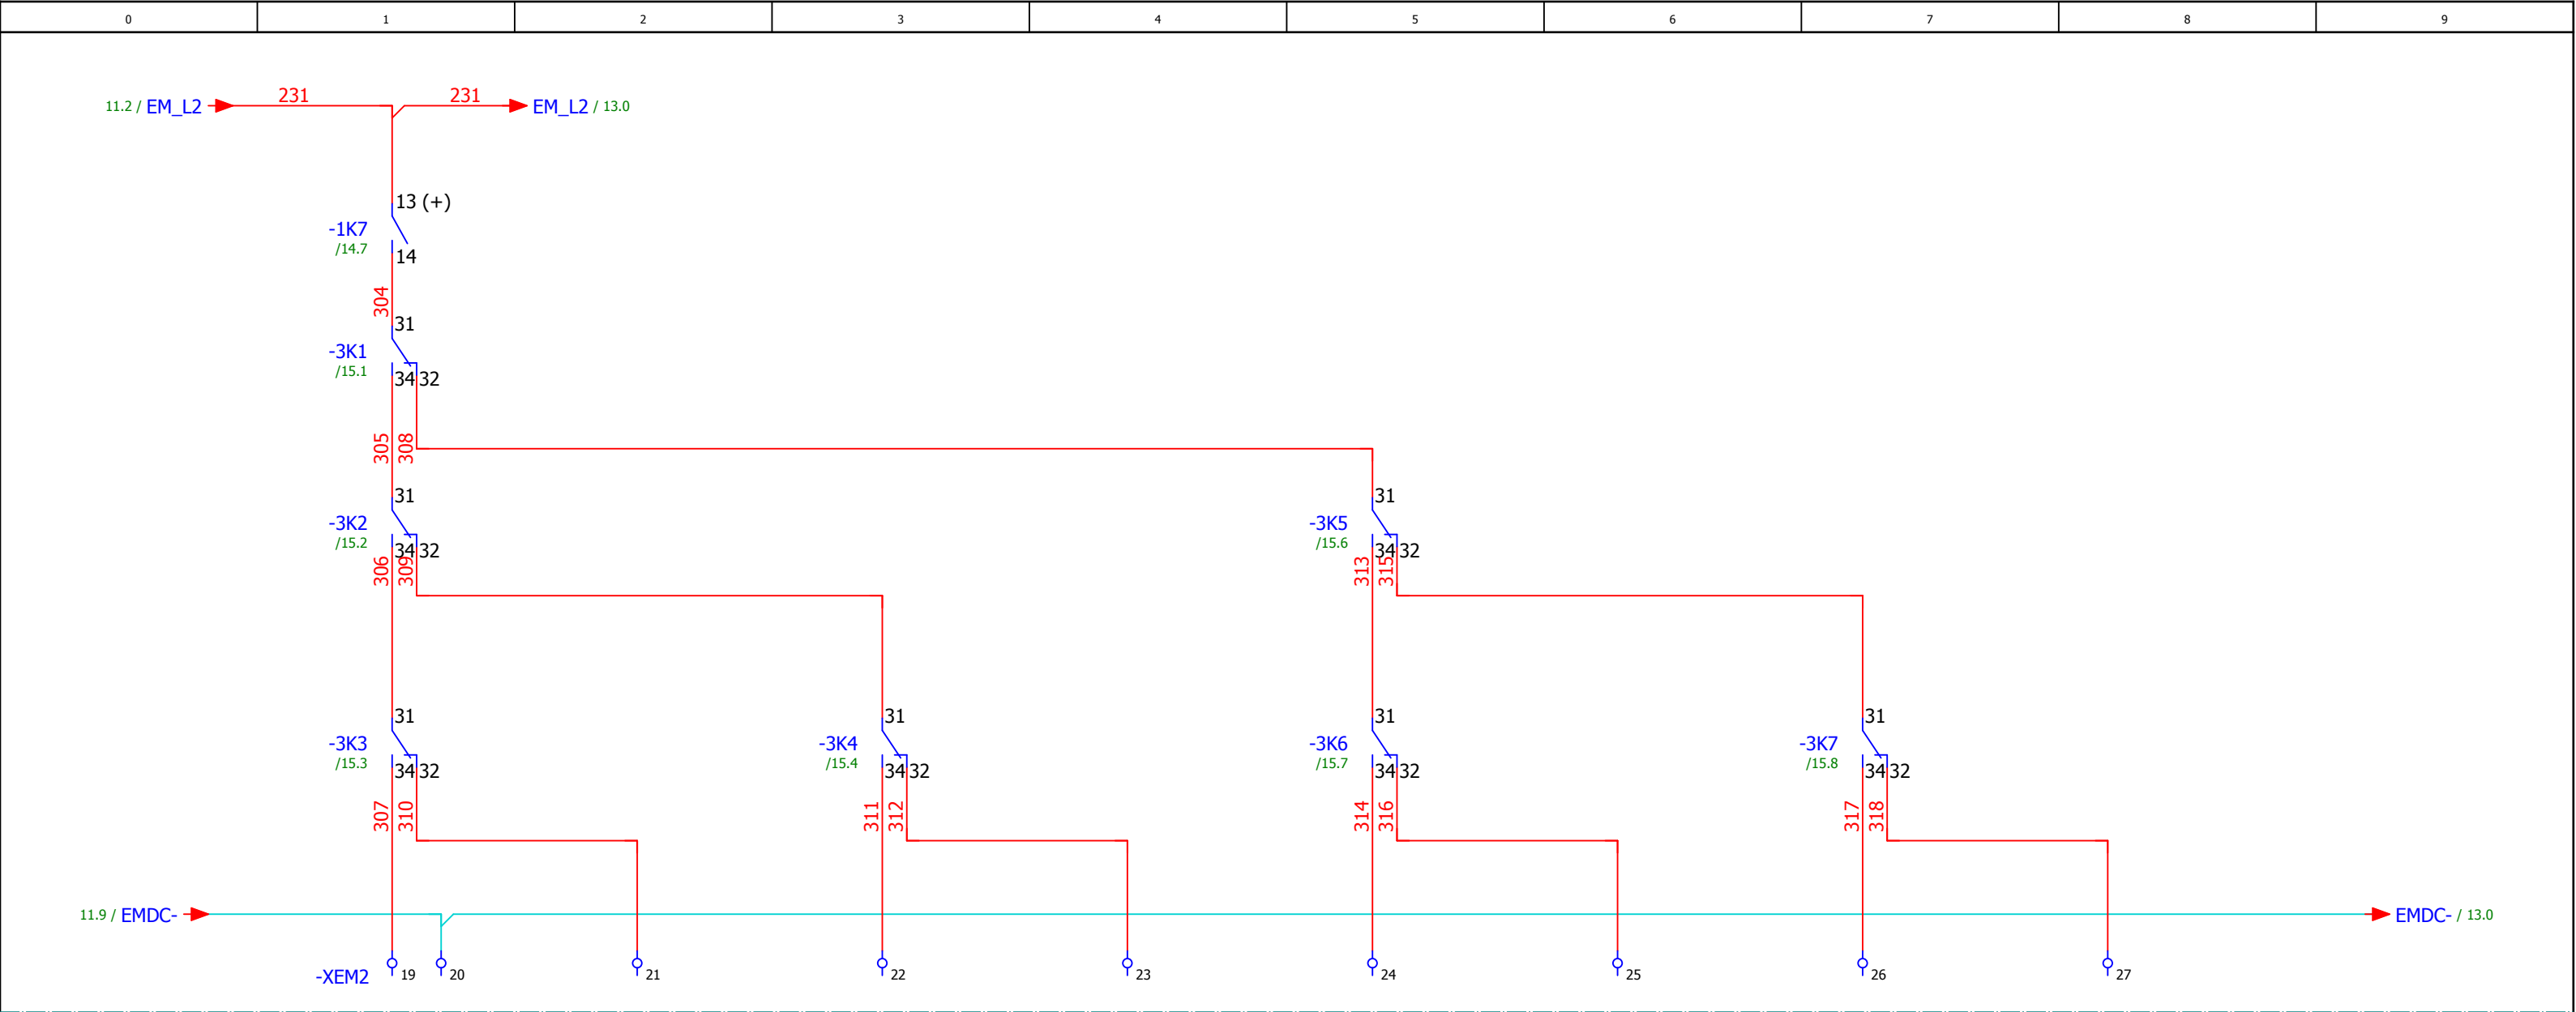 0 1 2 3 4 5 6 7 8 9
11.2 / EM_L2 231 231 EM_L2 / 13.0
13 (+)
-1K7
/14.7
14
304
31
-3K1
/15.1
34 32
305 308
31 31
-3K2 -3K5
/15.2 /15.6
34 32 34 32
306 309 313 315
31 31 31 31
-3K3 -3K4 -3K6 -3K7
/15.3 /15.4 /15.7 /15.8
34 32 34 32 34 32 34 32
307 310 311 312 314 316 317 318
11.9 / EMDC- EMDC- / 13.0
-XEM2 19 20 21 22 23 24 25 26 27